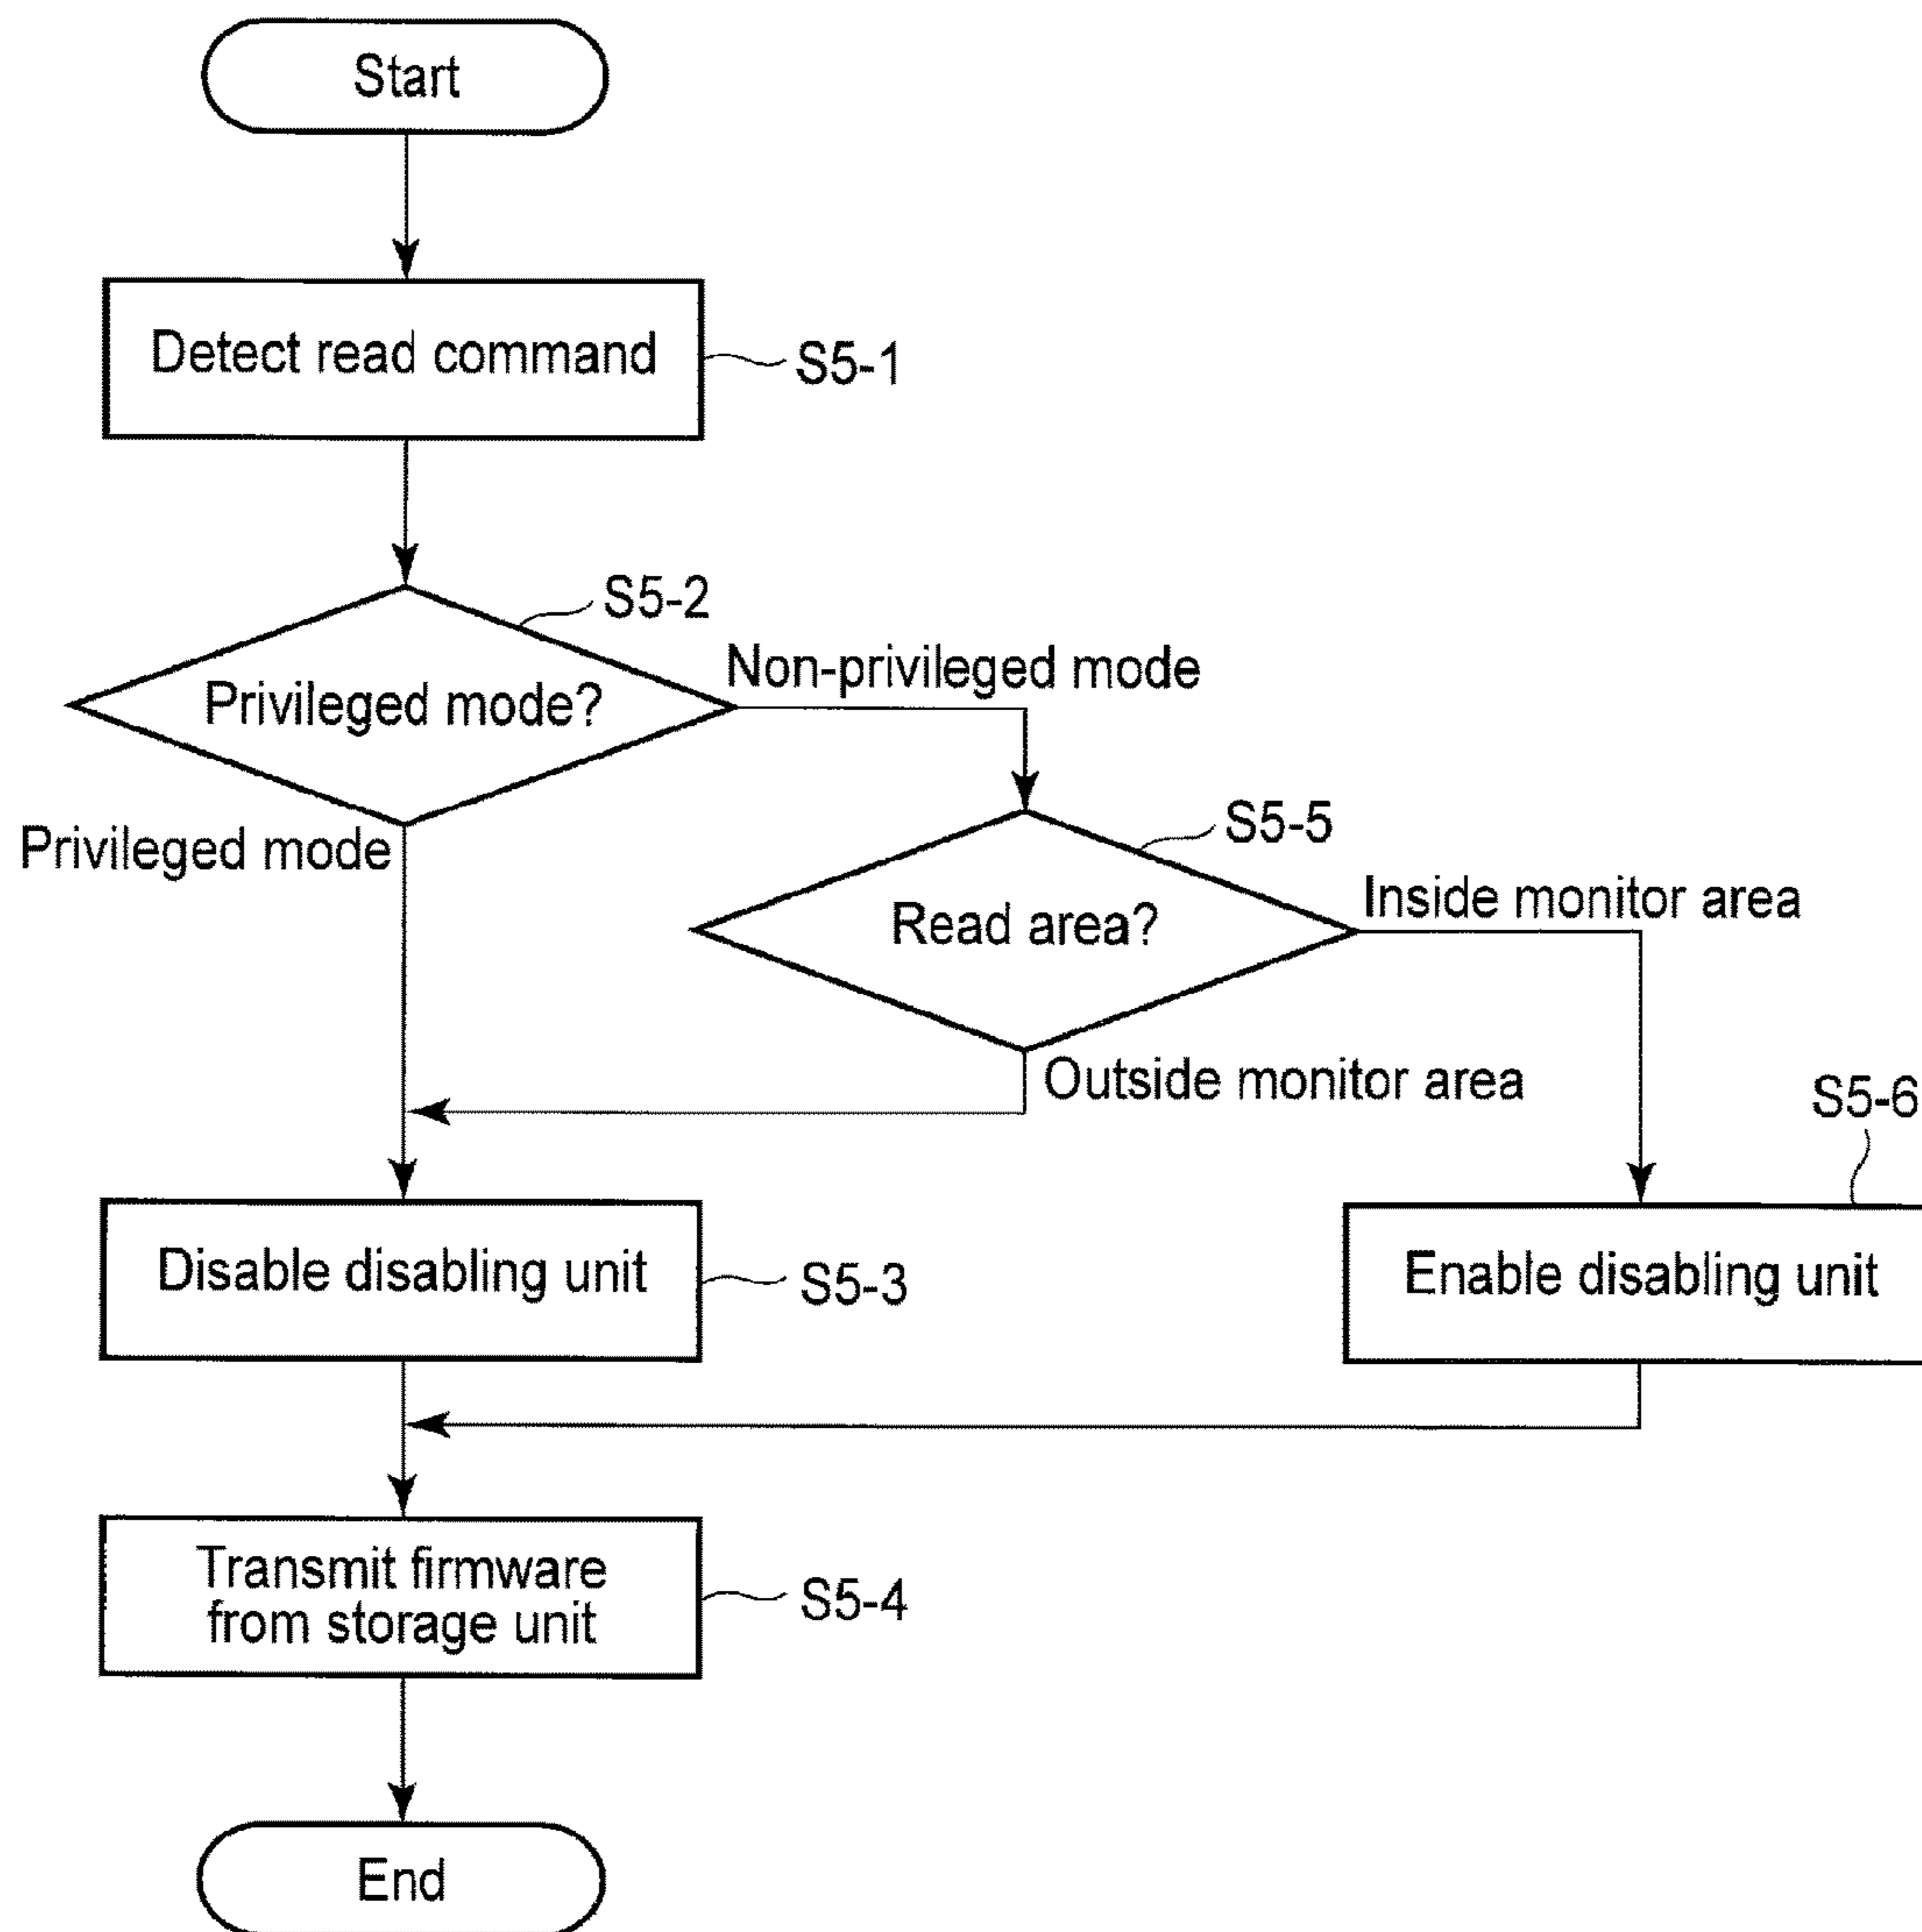 Start
Detect read command
S5-1
S5-2
Privileged mode?
Non-privileged mode
Privileged mode
S5-5
Read area?
Inside monitor area
Outside monitor area
S5-6
Disable disabling unit
S5-3
Enable disabling unit
Transmit firmware
from storage unit
S5-4
End